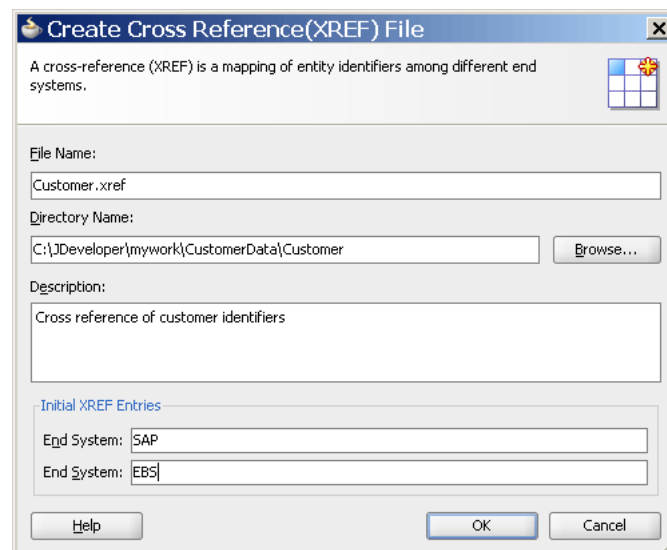 Create Cross Reference(XREF) File
A cross-reference (XREF) is a mapping of entity identifiers among different end
systems.
File Name:
Customer.xref
Directory Name:
C:\JDeveloper\mywork\CustomerData\Customer
Browse...
Description:
Cross reference of customer identifiers
Initial XREF Entries
End System: SAP
End System: EBS
Help
OK
Cancel